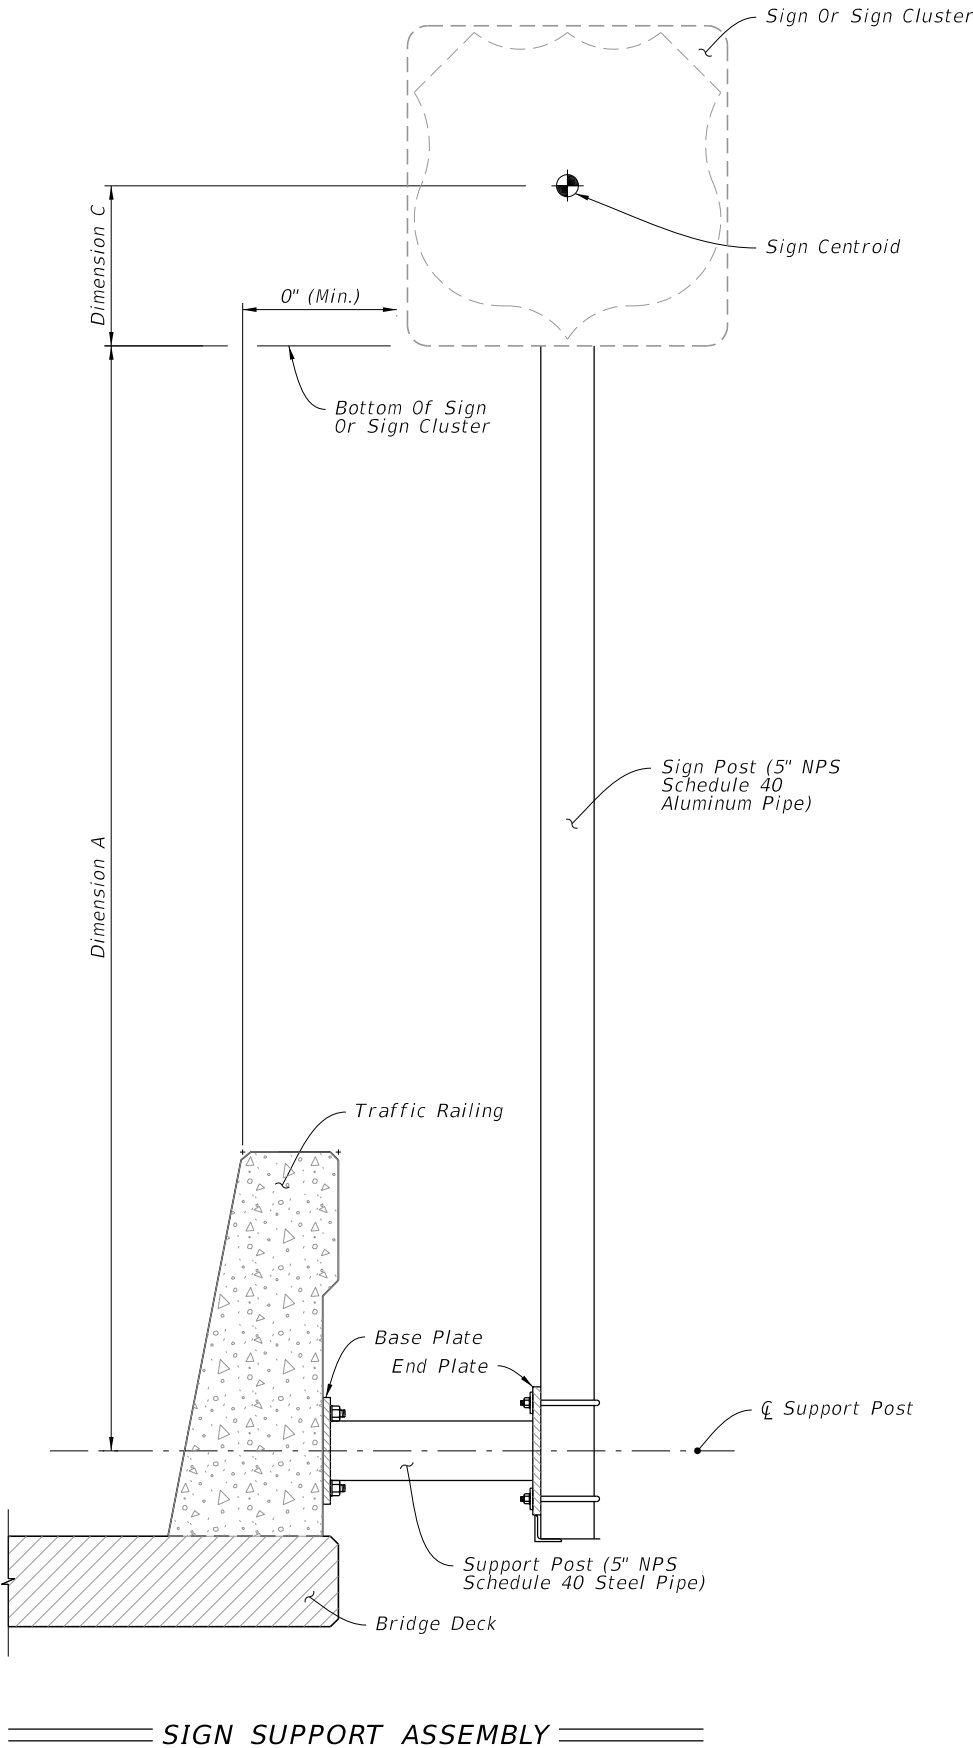 Sign Or Sign Cluster
Dimension C
Sign Centroid
0" (Min.)
Bottom Of Sign
Or Sign Cluster
Sign Post (5" NPS
Schedule 40
Aluminum Pipe)
Dimension A
Traffic Railing
Base Plate
End Plate
℄ Support Post
Support Post (5" NPS
Schedule 40 Steel Pipe)
Bridge Deck
SIGN SUPPORT ASSEMBLY